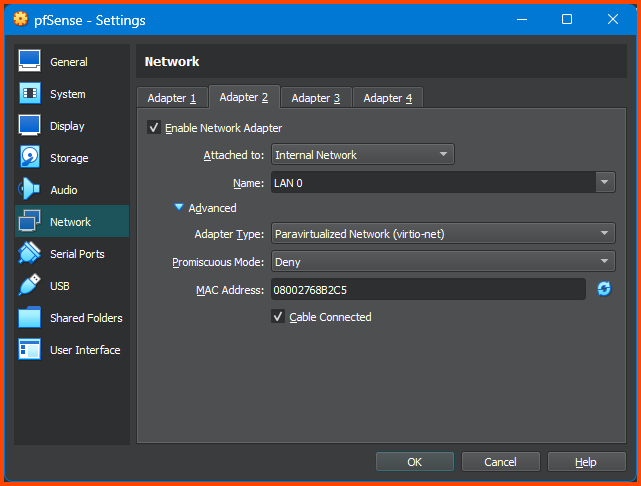 pfSense - Settings
General
System
Display
Storage
Audio
Network
Serial Ports
USB
Shared Folders
User Interface
Network
Adapter 1 Adapter 2 Adapter 3 Adapter 4
Enable Network Adapter
Attached to: Internal Network
Name: LAN 0
Advanced
Adapter Type: Paravirtualized Network (virtio-net)
Promiscuous Mode: Deny
MAC Address: 08002768B2C5
Cable Connected
OK Cancel Help